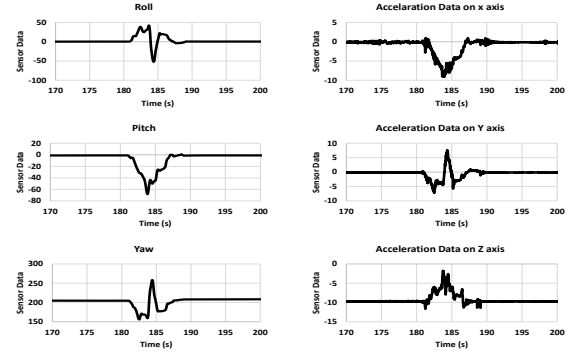 Roll
Sensor Data
50
0
-50
-100
170 175 180 185 190 195 200
Time (s)
Accelaration Data on x axis
Sensor Data
5
0
-5
-10
170 175 180 185 190 195 200
Time (s)
Pitch
Sensor Data
20
0
-20
-40
-60
-80
170 175 180 185 190 195 200
Time (s)
Acceleration Data on Y axis
Sensor Data
10
5
0
-5
-10
170 175 180 185 190 195 200
Time (s)
Yaw
Sensor Data
300
250
200
150
170 175 180 185 190 195 200
Time (s)
Acceleration Data on Z axis
Sensor Data
0
-5
-10
-15
170 175 180 185 190 195 200
Time (s)